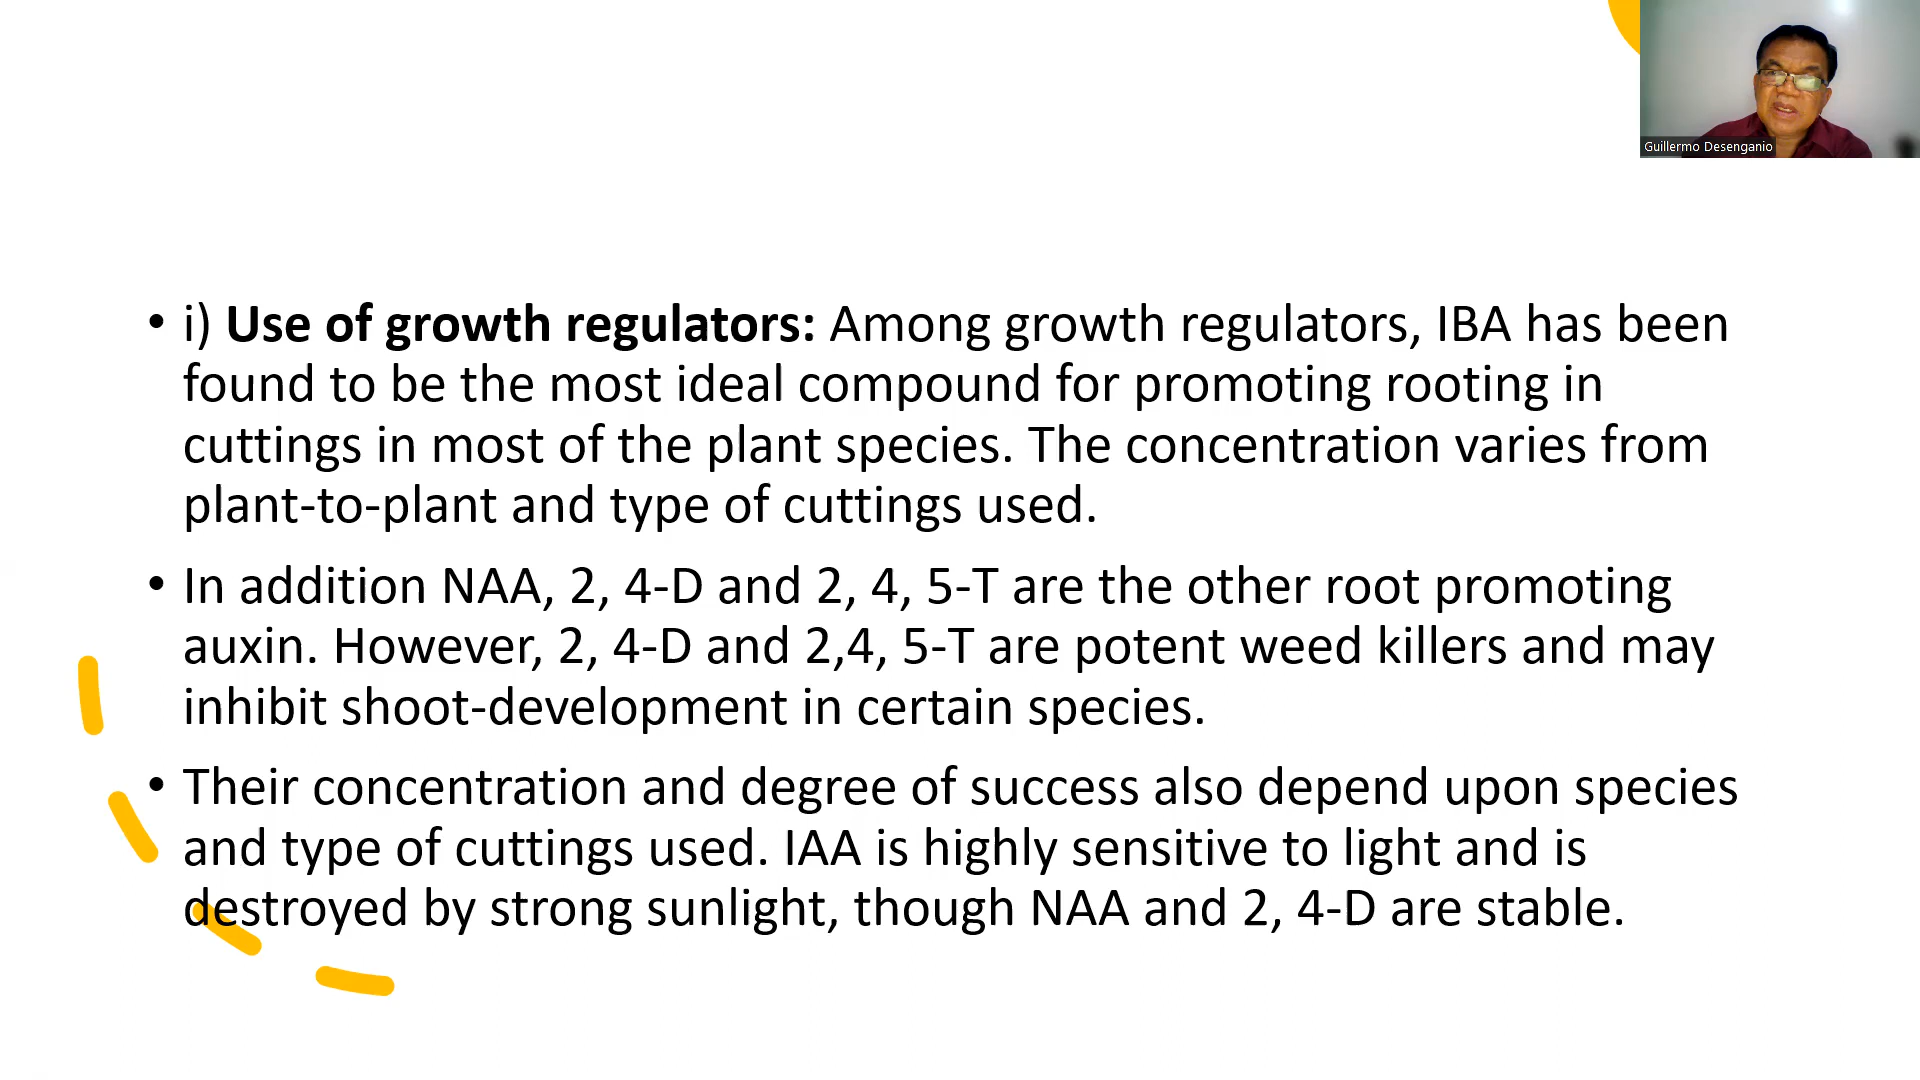 Guillermo Desenganio
• i) Use of growth regulators: Among growth regulators, IBA has been
found to be the most ideal compound for promoting rooting in
cuttings in most of the plant species. The concentration varies from
plant-to-plant and type of cuttings used.
• In addition NAA, 2, 4-D and 2, 4, 5-T are the other root promoting
auxin. However, 2, 4-D and 2,4, 5-T are potent weed killers and may
inhibit shoot-development in certain species.
• Their concentration and degree of success also depend upon species
and type of cuttings used. IAA is highly sensitive to light and is
destroyed by strong sunlight, though NAA and 2, 4-D are stable.